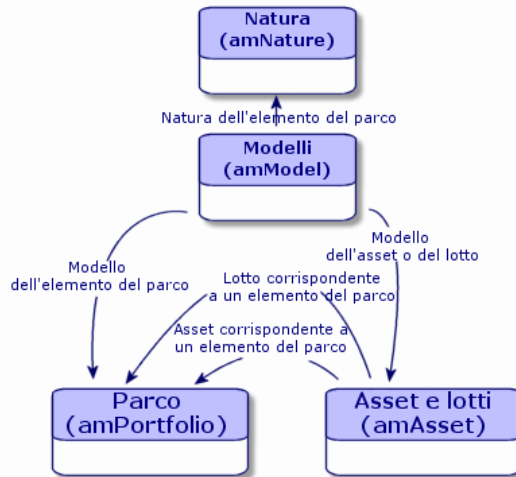 Natura
(amNature)
Natura dell'elemento del parco
Modelli
(amModel)
Modello
dell'asset o del lotto
Modello
dell'elemento del parco
Lotto corrispondente
a un elemento del parco
Asset corrispondente a
un elemento del parco
Parco
(amPortfolio)
Asset e lotti
(amAsset)